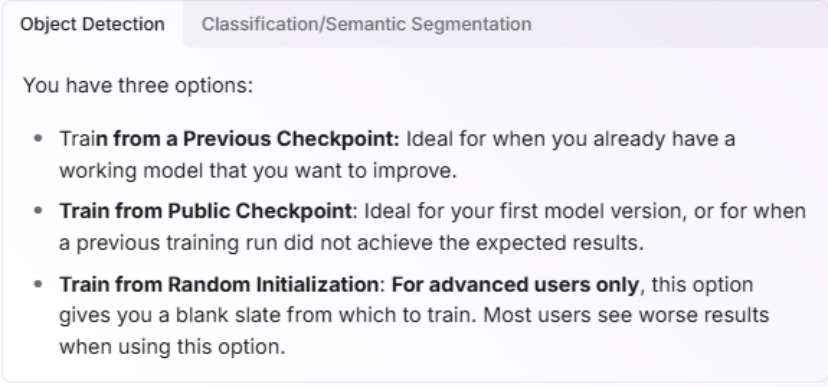 Object Detection
Classification/Semantic Segmentation
You have three options:
• Train from a Previous Checkpoint: Ideal for when you already have a
working model that you want to improve.
• Train from Public Checkpoint: Ideal for your first model version, or for when
a previous training run did not achieve the expected results.
• Train from Random Initialization: For advanced users only, this option
gives you a blank slate from which to train. Most users see worse results
when using this option.